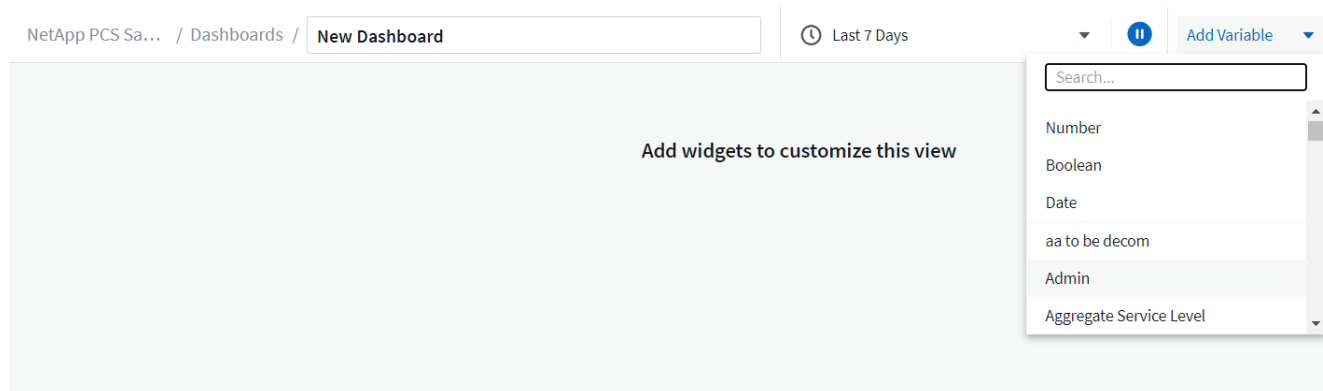 NetApp PCS Sa... / Dashboards / New Dashboard Last 7 Days Add Variable
Search...
Number
Add widgets to customize this view
Boolean
Date
aa to be decom
Admin
Aggregate Service Level